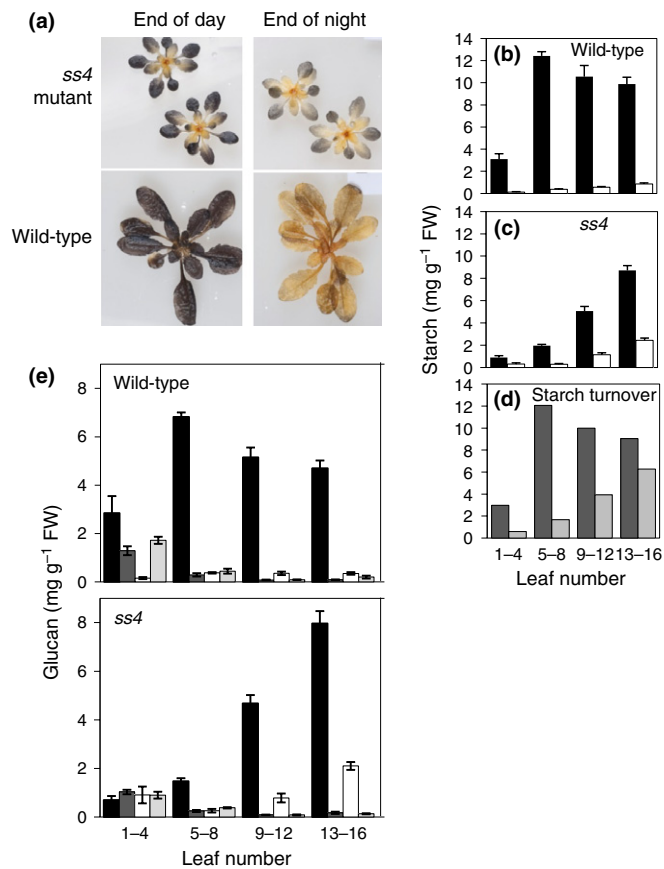 (a)
End of day
End of night
ss4
mutant
Wild-type
(b)
Wild-type
14
12
10
8
6
4
2
0
(c)
ss4
14
12
10
8
6
4
2
0
(d)
Starch turnover
14
12
10
8
6
4
2
0
Starch (mg g⁻¹ FW)
1–4
5–8
9–12
13–16
Leaf number
(e)
Wild-type
8
6
4
2
0
ss4
8
6
4
2
0
Glucan (mg g⁻¹ FW)
1–4
5–8
9–12
13–16
Leaf number